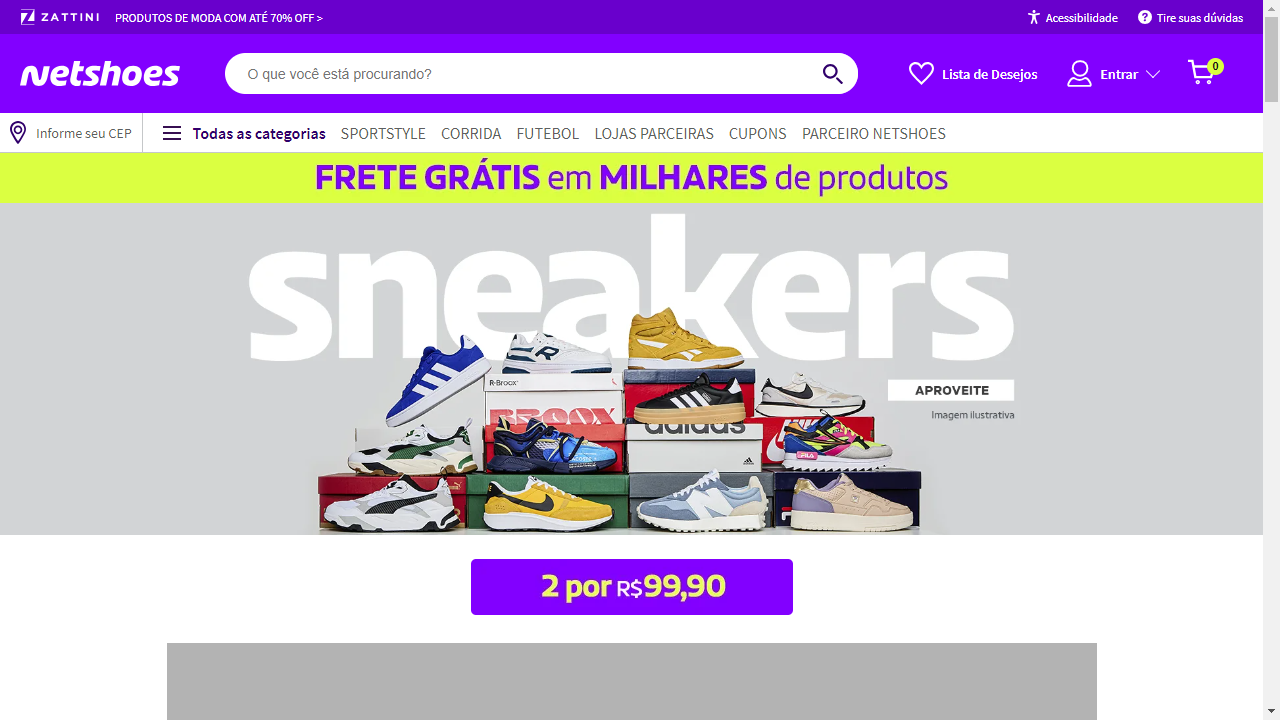 ZATTINI PRODUTOS DE MODA COM ATÉ 70% OFF > Acessibilidade Tire suas dúvidas
netshoes O que você está procurando? Lista de Desejos Entrar 0
Informe seu CEP Todas as categorias SPORTSTYLE CORRIDA FUTEBOL LOJAS PARCEIRAS CUPONS PARCEIRO NETSHOES
FRETE GRÁTIS em MILHARES de produtos
sneakers
R-Broox
BROOX
APROVEITE
Imagem ilustrativa
adidas
FILA
2 por R$99,90